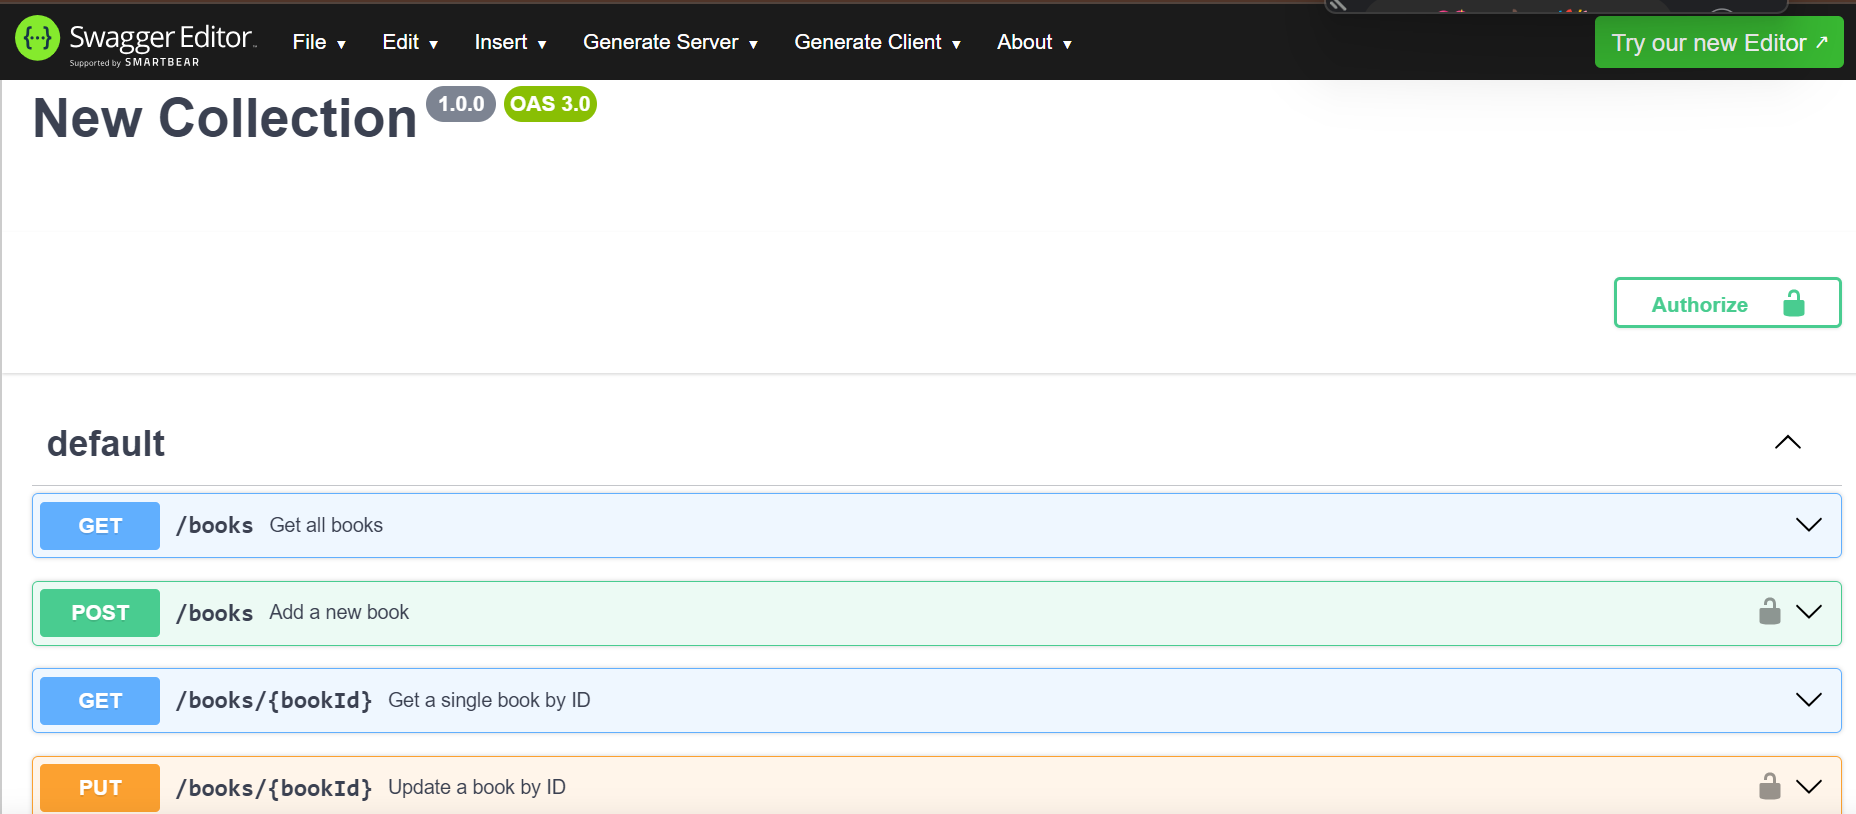 {···} Swagger Editor™ File ▼ Edit ▼ Insert ▼ Generate Server ▼ Generate Client ▼ About ▼ Try our new Editor ↗
Supported by SMARTBEAR
New Collection 1.0.0 OAS 3.0
Authorize
default
GET /books Get all books
POST /books Add a new book
GET /books/{bookId} Get a single book by ID
PUT /books/{bookId} Update a book by ID